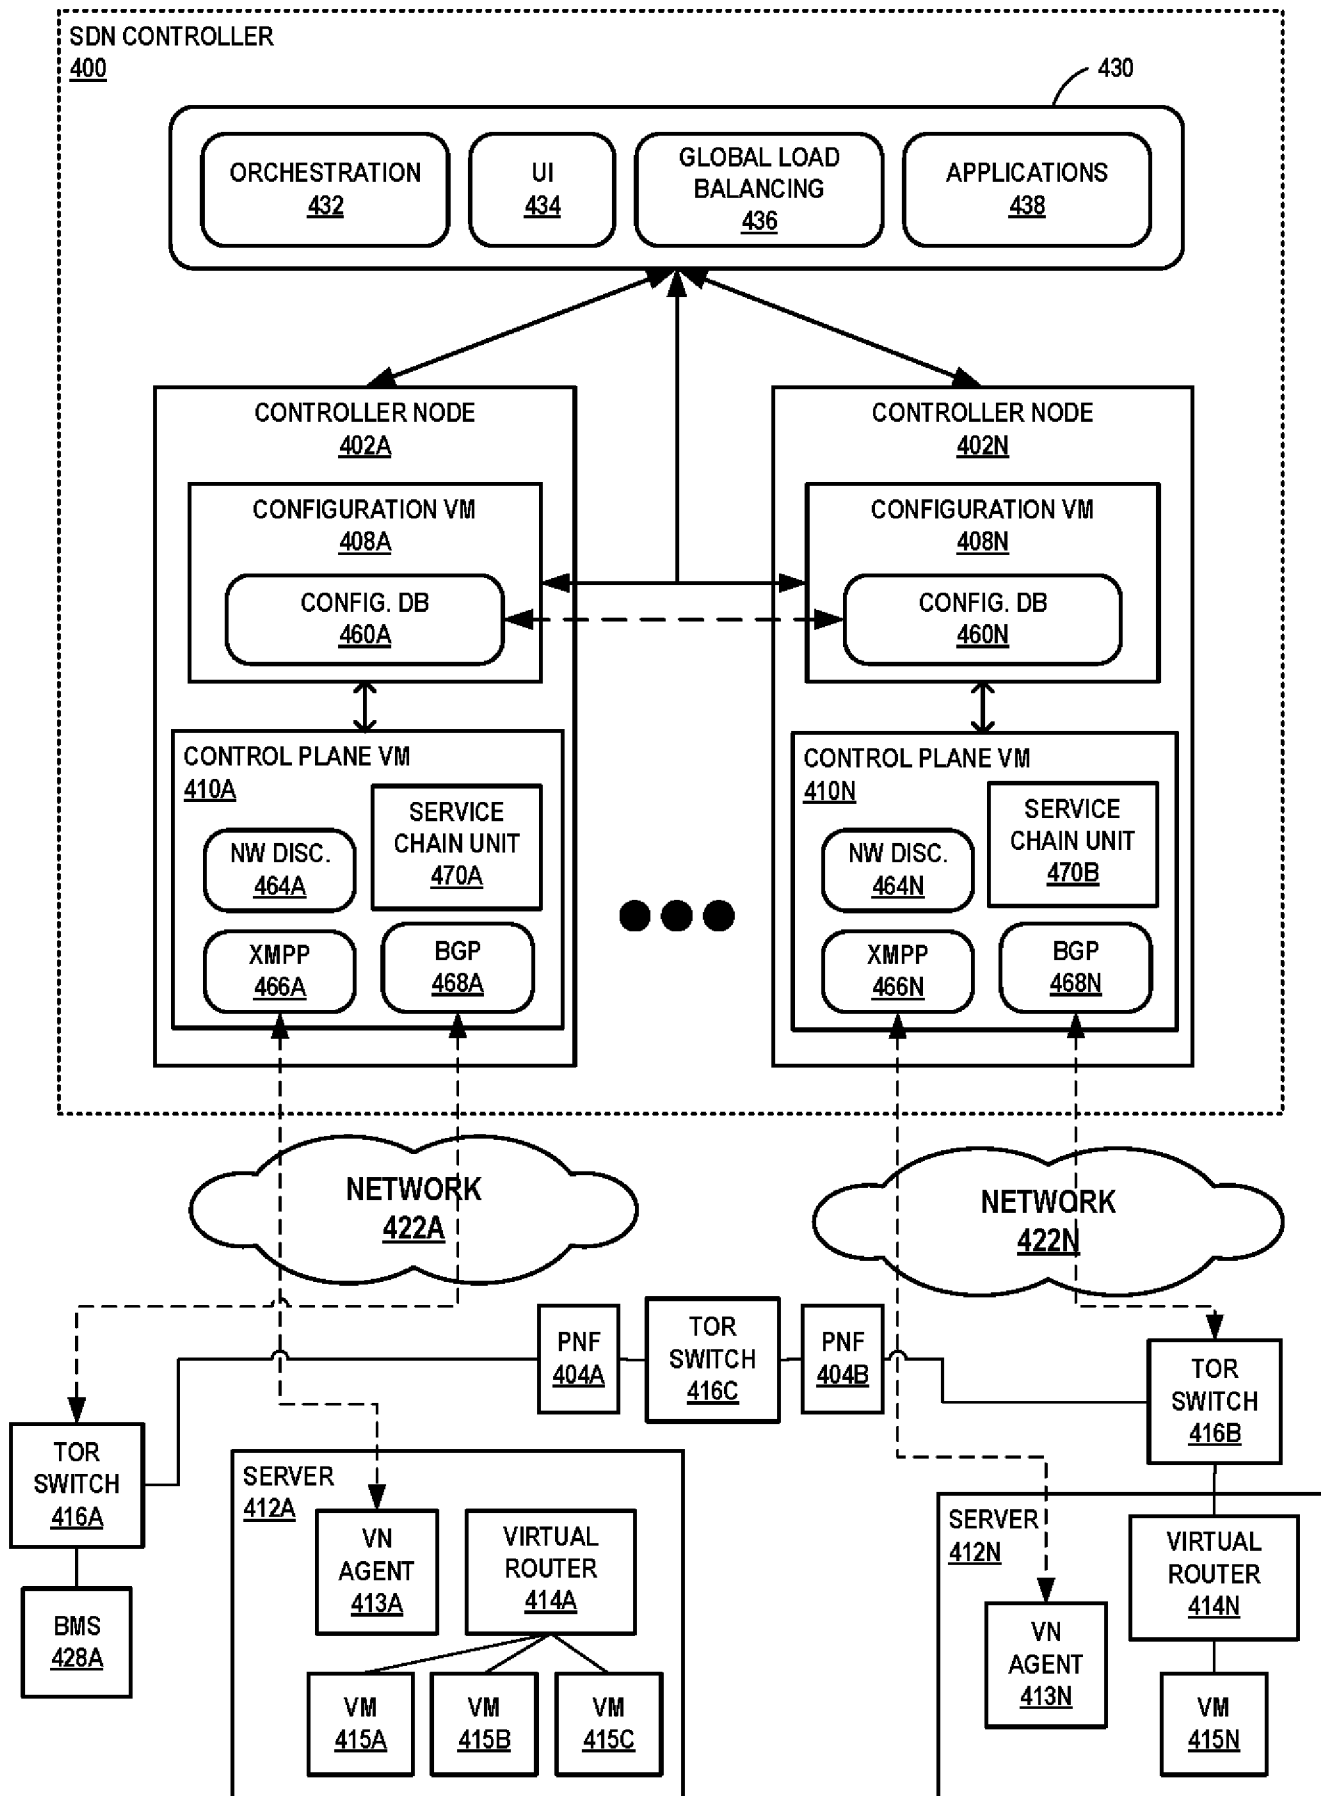 SDN CONTROLLER
400
430
ORCHESTRATION
432
UI
434
GLOBAL LOAD
BALANCING
436
APPLICATIONS
438
CONTROLLER NODE
402A
CONFIGURATION VM
408A
CONFIG. DB
460A
CONTROL PLANE VM
410A
SERVICE
CHAIN UNIT
470A
NW DISC.
464A
XMPP
466A
BGP
468A
CONTROLLER NODE
402N
CONFIGURATION VM
408N
CONFIG. DB
460N
CONTROL PLANE VM
410N
SERVICE
CHAIN UNIT
470B
NW DISC.
464N
XMPP
466N
BGP
468N
NETWORK
422A
NETWORK
422N
PNF
404A
TOR
SWITCH
416C
PNF
404B
TOR
SWITCH
416B
TOR
SWITCH
416A
BMS
428A
SERVER
412A
VN
AGENT
413A
VIRTUAL
ROUTER
414A
VM
415A
VM
415B
VM
415C
SERVER
412N
VN
AGENT
413N
VIRTUAL
ROUTER
414N
VM
415N